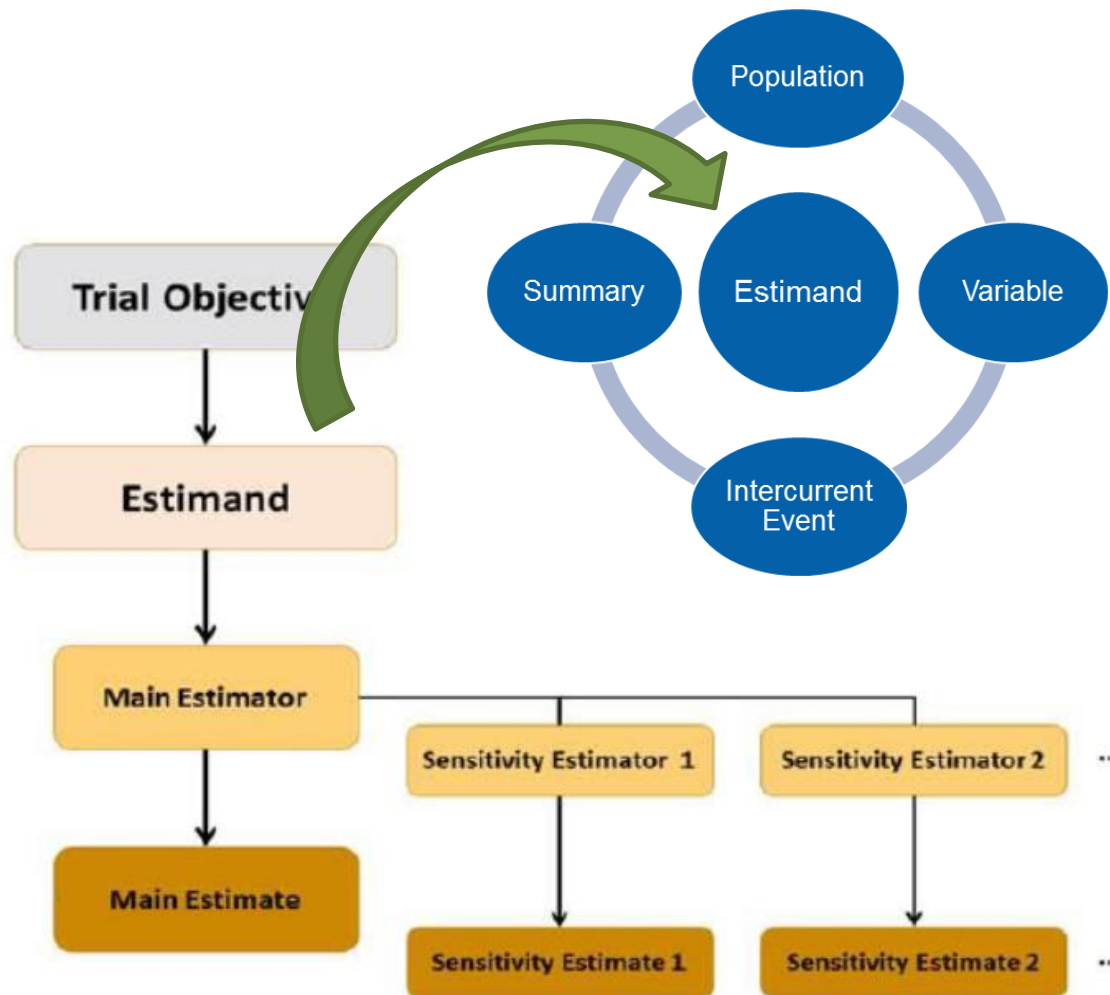 Population
Summary
Estimand
Variable
Intercurrent
Event
Trial Objectiv
Estimand
Main Estimator
Sensitivity Estimator 1
Sensitivity Estimator 2
..
Main Estimate
Sensitivity Estimate 1
Sensitivity Estimate 2
..